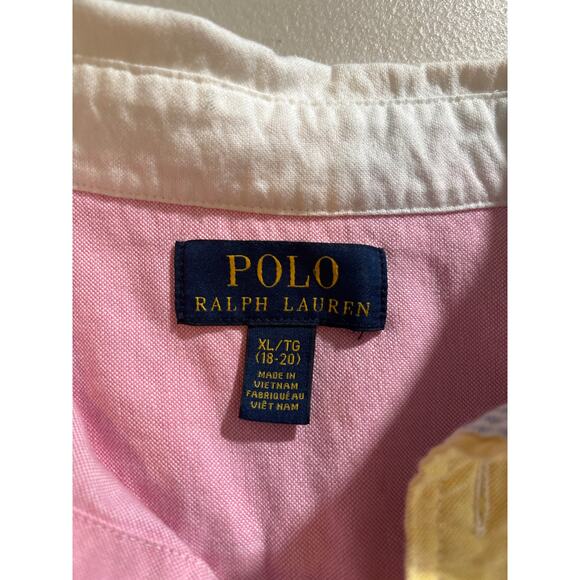 POLO
RALPH LAUREN
XL/TG
(18-20)
MADE IN
VIETNAM
FABRIQUÉ AU
VIÊT NAM